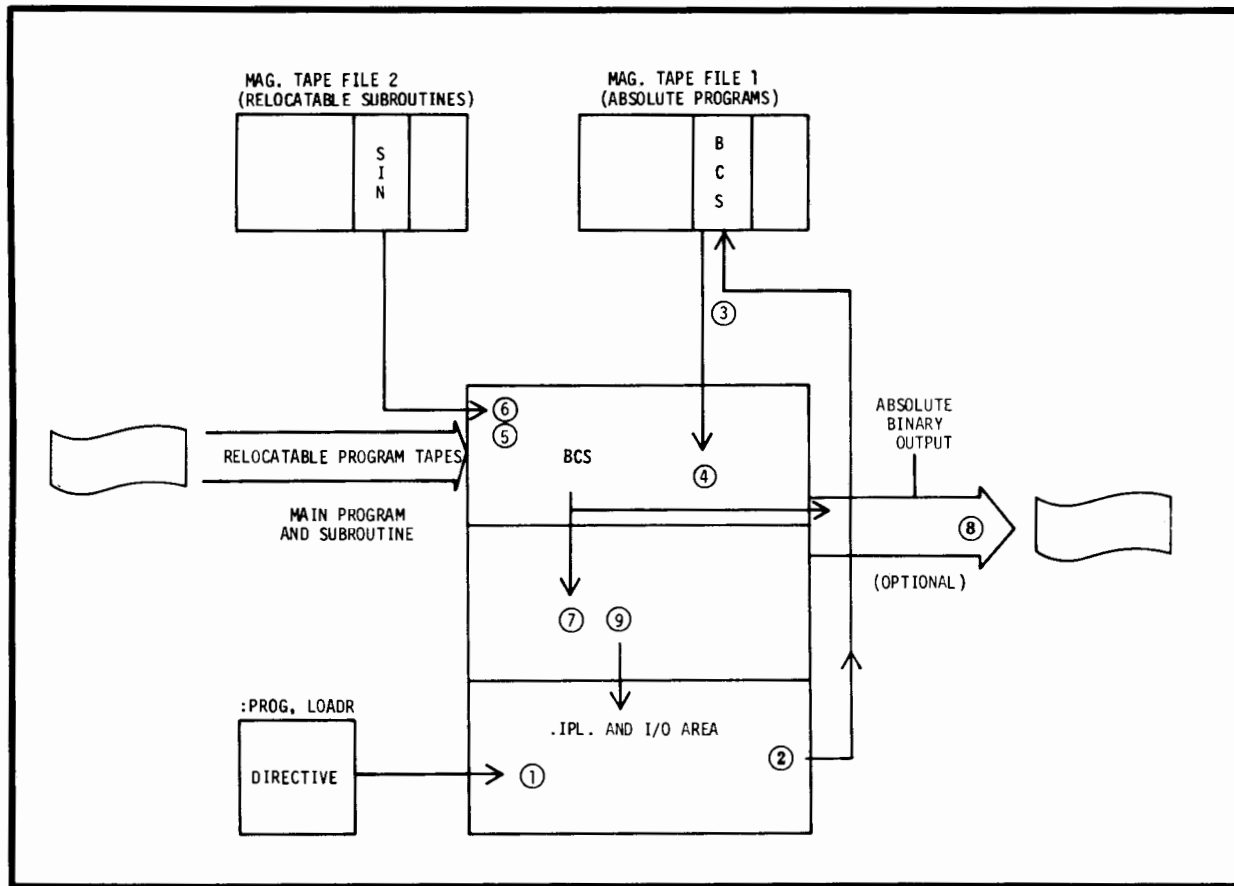 MAG. TAPE FILE 2
(RELOCATABLE SUBROUTINES)
MAG. TAPE FILE 1
(ABSOLUTE PROGRAMS)
SIN
BCS
③
⑥
⑤
RELOCATABLE PROGRAM TAPES
BCS
④
MAIN PROGRAM
AND SUBROUTINE
ABSOLUTE
BINARY
OUTPUT
⑧
(OPTIONAL)
⑦ ⑨
:PROG, LOADR
DIRECTIVE
.IPL. AND I/O AREA
①
②